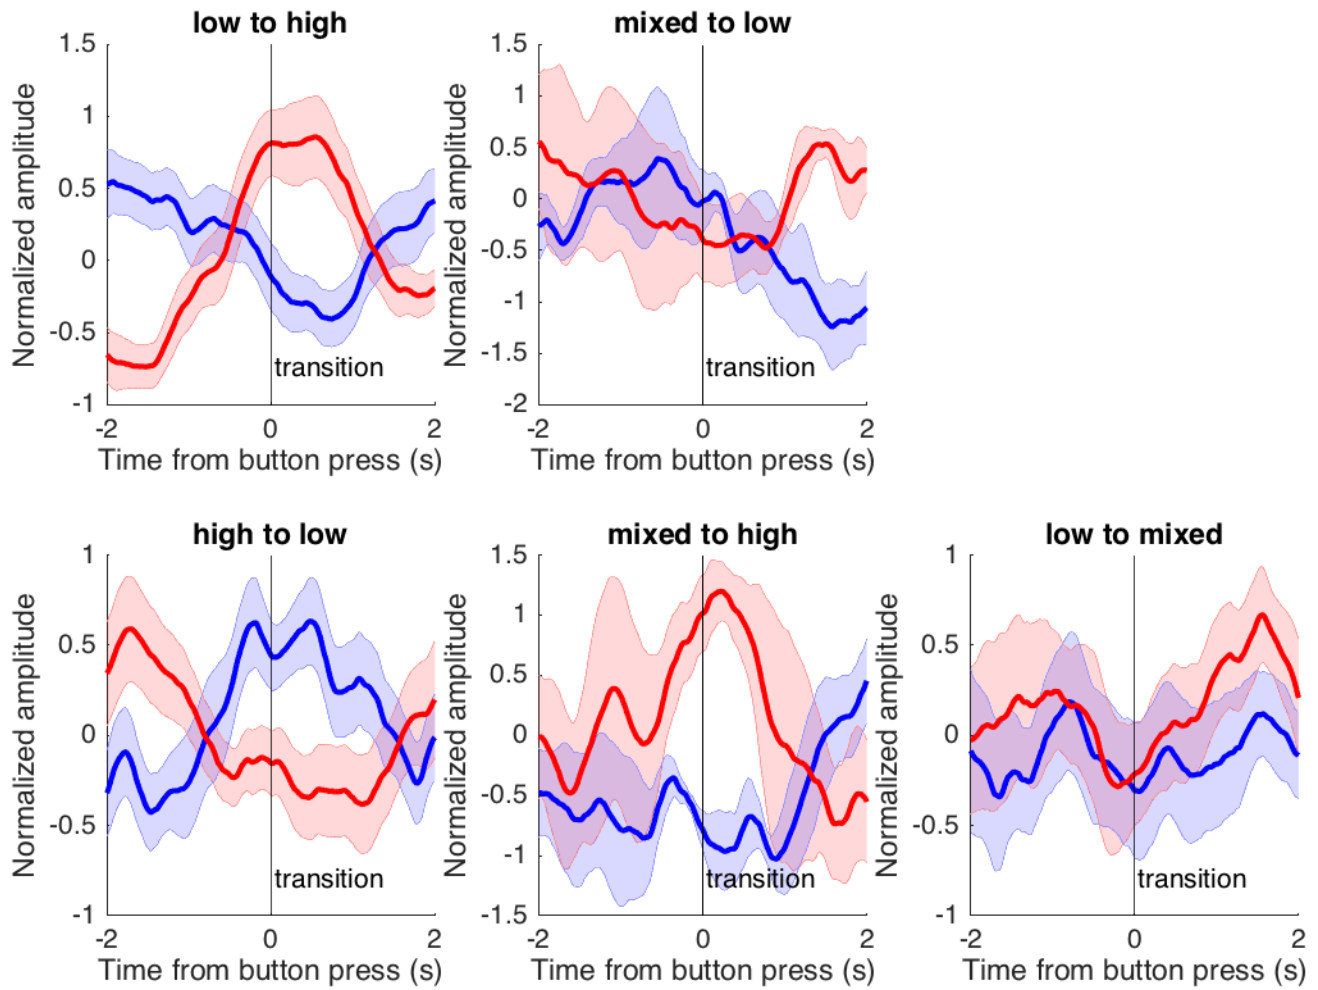 low to high
1.5
1
0.5
0
-0.5
-1
Normalized amplitude
transition
-2 0 2
Time from button press (s)
mixed to low
1.5
1
0.5
0
-0.5
-1
-1.5
-2
Normalized amplitude
transition
-2 0 2
Time from button press (s)
high to low
1
0.5
0
-0.5
-1
Normalized amplitude
transition
-2 0 2
Time from button press (s)
mixed to high
1.5
1
0.5
0
-0.5
-1
-1.5
Normalized amplitude
transition
-2 0 2
Time from button press (s)
low to mixed
1
0.5
0
-0.5
-1
Normalized amplitude
transition
-2 0 2
Time from button press (s)